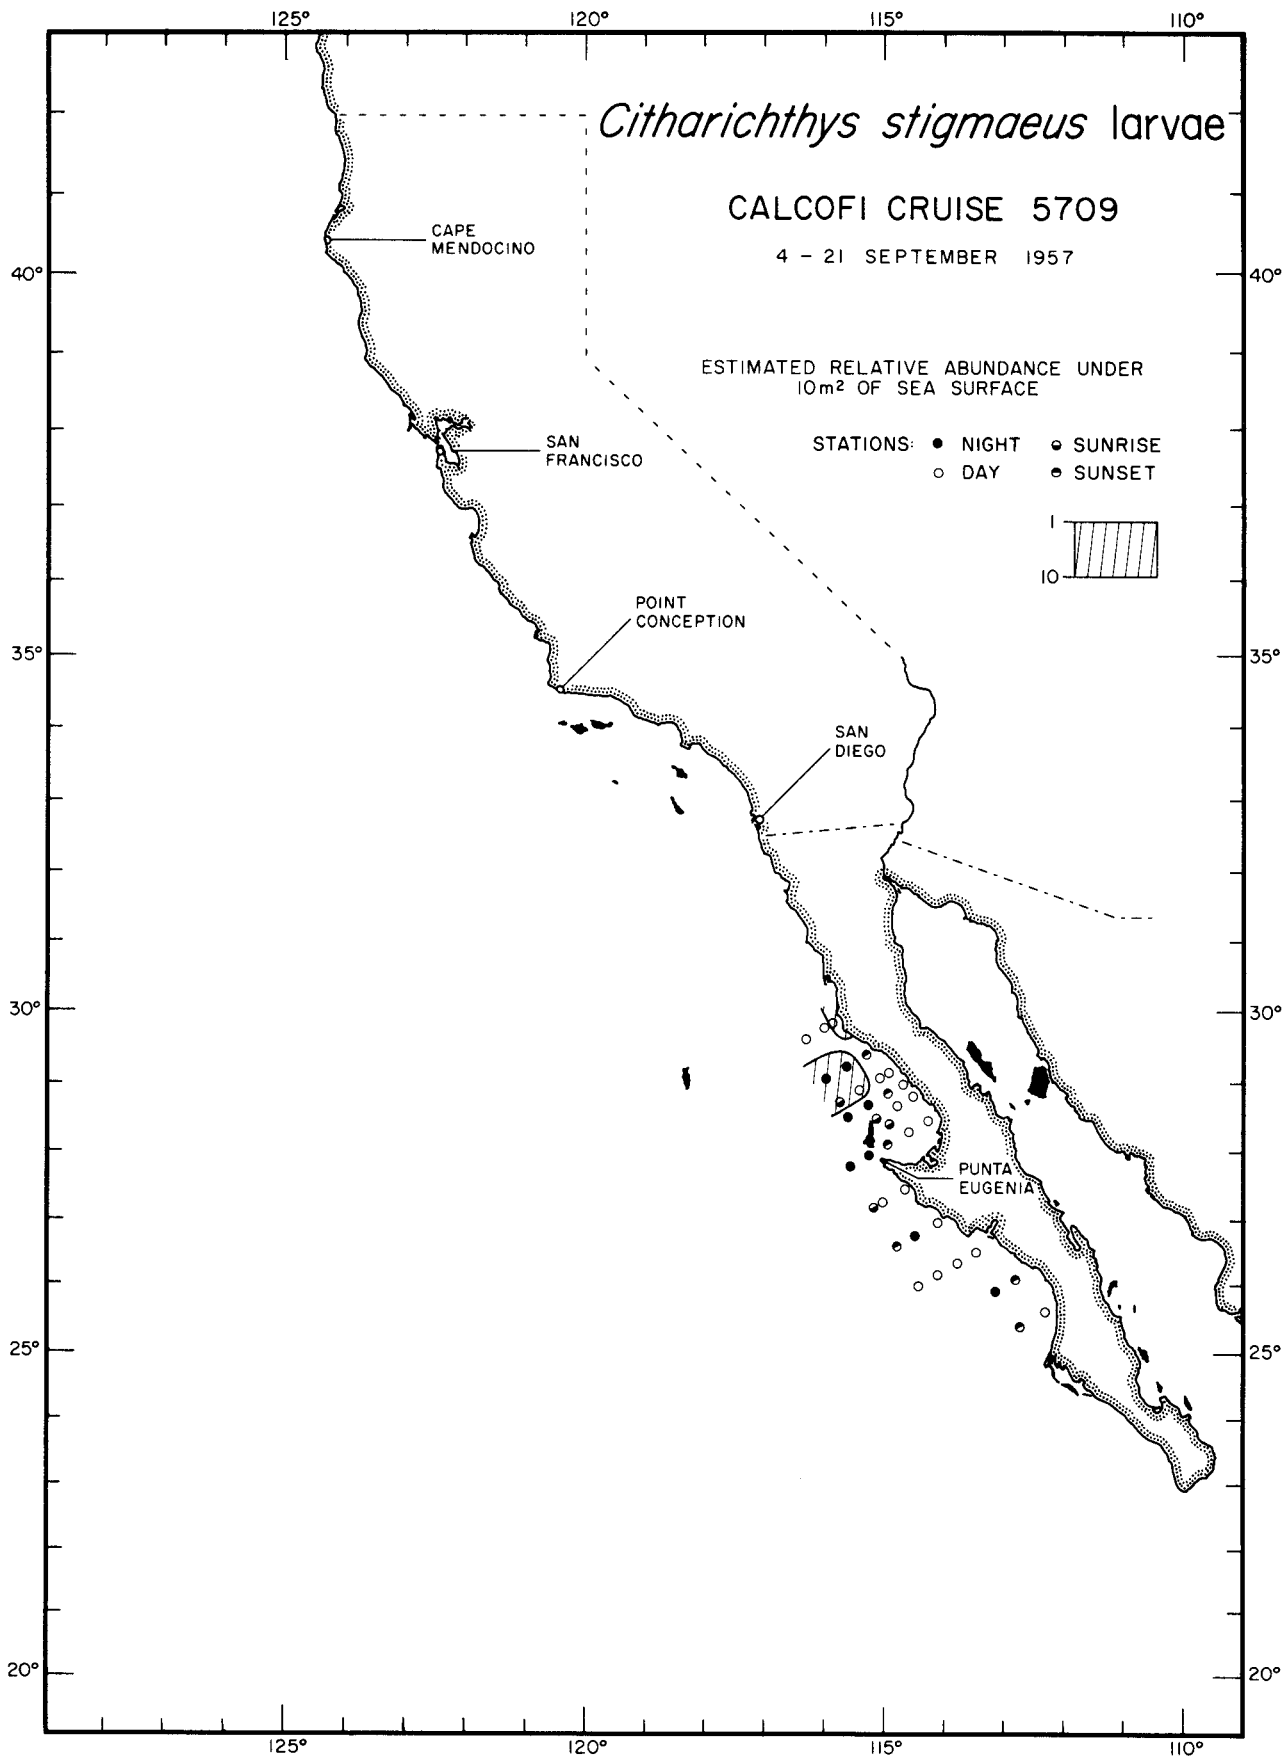 125° 120° 115° 110°
Citharichthys stigmaeus larvae
CALCOFI CRUISE 5709
4 – 21 SEPTEMBER 1957
CAPE
MENDOCINO
40° 40°
ESTIMATED RELATIVE ABUNDANCE UNDER
10m² OF SEA SURFACE
STATIONS: NIGHT SUNRISE
DAY SUNSET
SAN
FRANCISCO
1
10
POINT
CONCEPTION
35° 35°
SAN
DIEGO
30° 30°
PUNTA
EUGENIA
25° 25°
20° 20°
125° 120° 115° 110°